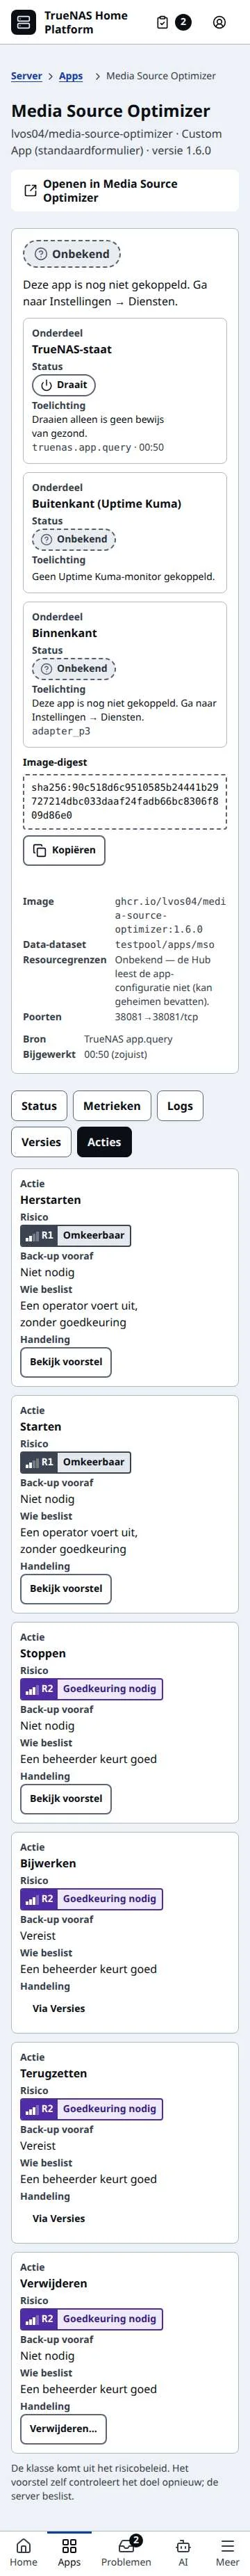 TrueNAS Home
Platform
2
Server > Apps > Media Source Optimizer
Media Source Optimizer
lvos04/media-source-optimizer · Custom
App (standaardformulier) · versie 1.6.0
Openen in Media Source
Optimizer
Onbekend
Deze app is nog niet gekoppeld. Ga
naar Instellingen → Diensten.
Onderdeel
TrueNAS-staat
Status
Draait
Toelichting
Draaien alleen is geen bewijs
van gezond.
truenas.app.query · 00:50
Onderdeel
Buitenkant (Uptime Kuma)
Status
Onbekend
Toelichting
Geen Uptime Kuma-monitor gekoppeld.
Onderdeel
Binnenkant
Status
Onbekend
Toelichting
Deze app is nog niet gekoppeld. Ga naar
Instellingen → Diensten.
adapter_p3
Image-digest
sha256:90c518d6c9510585b24441b29
727214dbc033daaf24fadb66bc8306f8
09d86e0
Kopiëren
Image ghcr.io/lvos04/medi
a-source-
optimizer:1.6.0
Data-dataset testpool/apps/mso
Resourcegrenzen Onbekend — de Hub
leest de app-
configuratie niet (kan
geheimen bevatten).
Poorten 38081→38081/tcp
Bron TrueNAS app.query
Bijgewerkt 00:50 (zojuist)
Status Metrieken Logs
Versies Acties
Actie
Herstarten
Risico
R1 Omkeerbaar
Back-up vooraf
Niet nodig
Wie beslist
Een operator voert uit,
zonder goedkeuring
Handeling
Bekijk voorstel
Actie
Starten
Risico
R1 Omkeerbaar
Back-up vooraf
Niet nodig
Wie beslist
Een operator voert uit,
zonder goedkeuring
Handeling
Bekijk voorstel
Actie
Stoppen
Risico
R2 Goedkeuring nodig
Back-up vooraf
Niet nodig
Wie beslist
Een beheerder keurt goed
Handeling
Bekijk voorstel
Actie
Bijwerken
Risico
R2 Goedkeuring nodig
Back-up vooraf
Vereist
Wie beslist
Een beheerder keurt goed
Handeling
Via Versies
Actie
Terugzetten
Risico
R2 Goedkeuring nodig
Back-up vooraf
Vereist
Wie beslist
Een beheerder keurt goed
Handeling
Via Versies
Actie
Verwijderen
Risico
R2 Goedkeuring nodig
Back-up vooraf
Niet nodig
Wie beslist
Een beheerder keurt goed
Handeling
Verwijderen...
De klasse komt uit het risicobeleid. Het
voorstel zelf controleert het doel opnieuw; de
server beslist.
2
Home Apps Problemen AI Meer